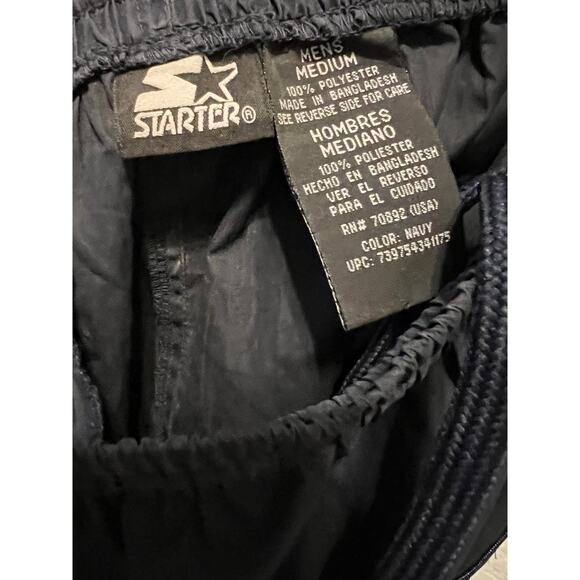 STARTER®
MENS
MEDIUM
100% POLYESTER
MADE IN BANGLADESH
SEE REVERSE SIDE FOR CARE
HOMBRES
MEDIANO
100% POLIESTER
HECHO EN BANGLADESH
VER EL REVERSO
PARA EL CUIDADO
RN# 70892 (USA)
COLOR: NAVY
UPC: 739754341175